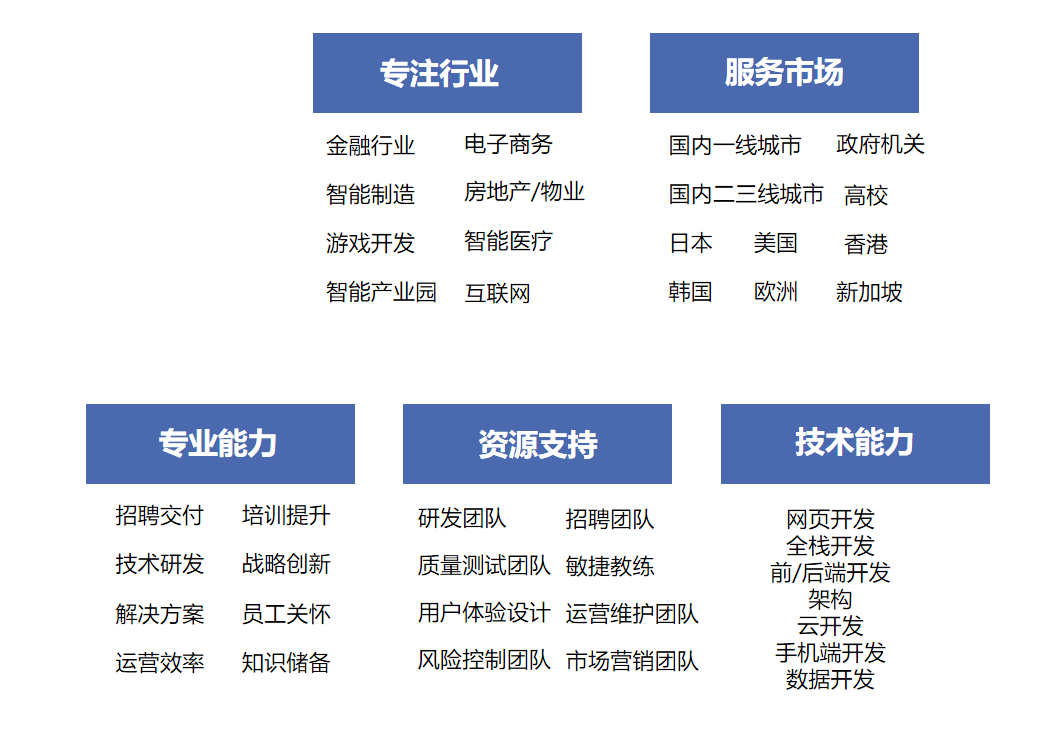 专注行业
金融行业 电子商务
智能制造 房地产/物业
游戏开发 智能医疗
智能产业园 互联网
服务市场
国内一线城市 政府机关
国内二三线城市 高校
日本 美国 香港
韩国 欧洲 新加坡
专业能力
招聘交付 培训提升
技术研发 战略创新
解决方案 员工关怀
运营效率 知识储备
资源支持
研发团队 招聘团队
质量测试团队 敏捷教练
用户体验设计 运营维护团队
风险控制团队 市场营销团队
技术能力
网页开发
全栈开发
前/后端开发
架构
云开发
手机端开发
数据开发